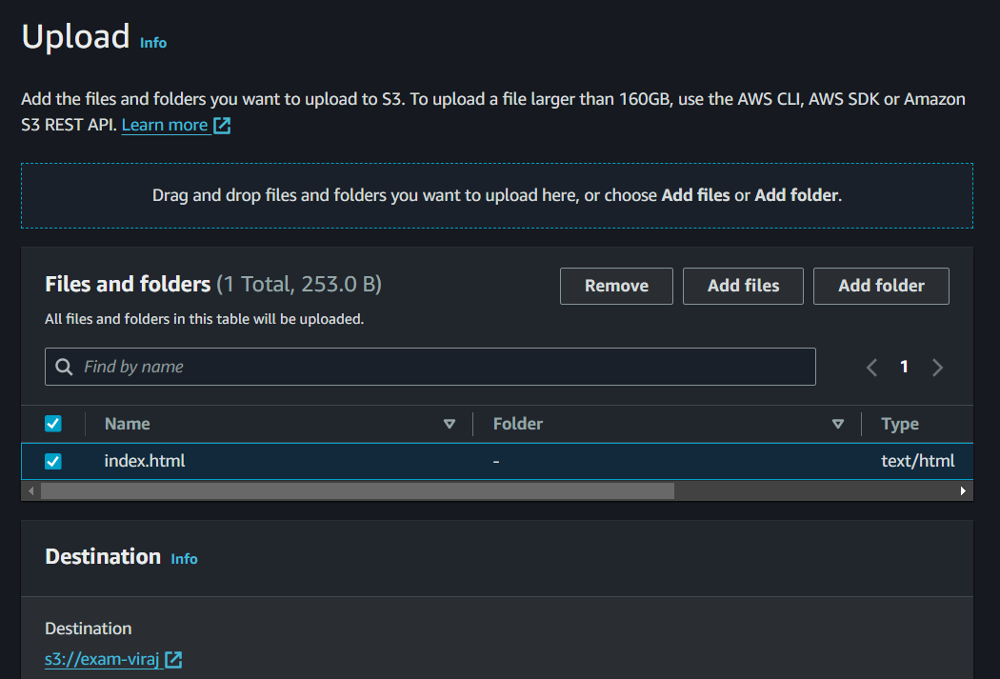 Upload Info
Add the files and folders you want to upload to S3. To upload a file larger than 160GB, use the AWS CLI, AWS SDK or Amazon
S3 REST API. Learn more
Drag and drop files and folders you want to upload here, or choose Add files or Add folder.
Files and folders (1 Total, 253.0 B)
Remove Add files Add folder
All files and folders in this table will be uploaded.
Find by name
1
Name Folder Type
index.html - text/html
Destination Info
Destination
s3://exam-viraj